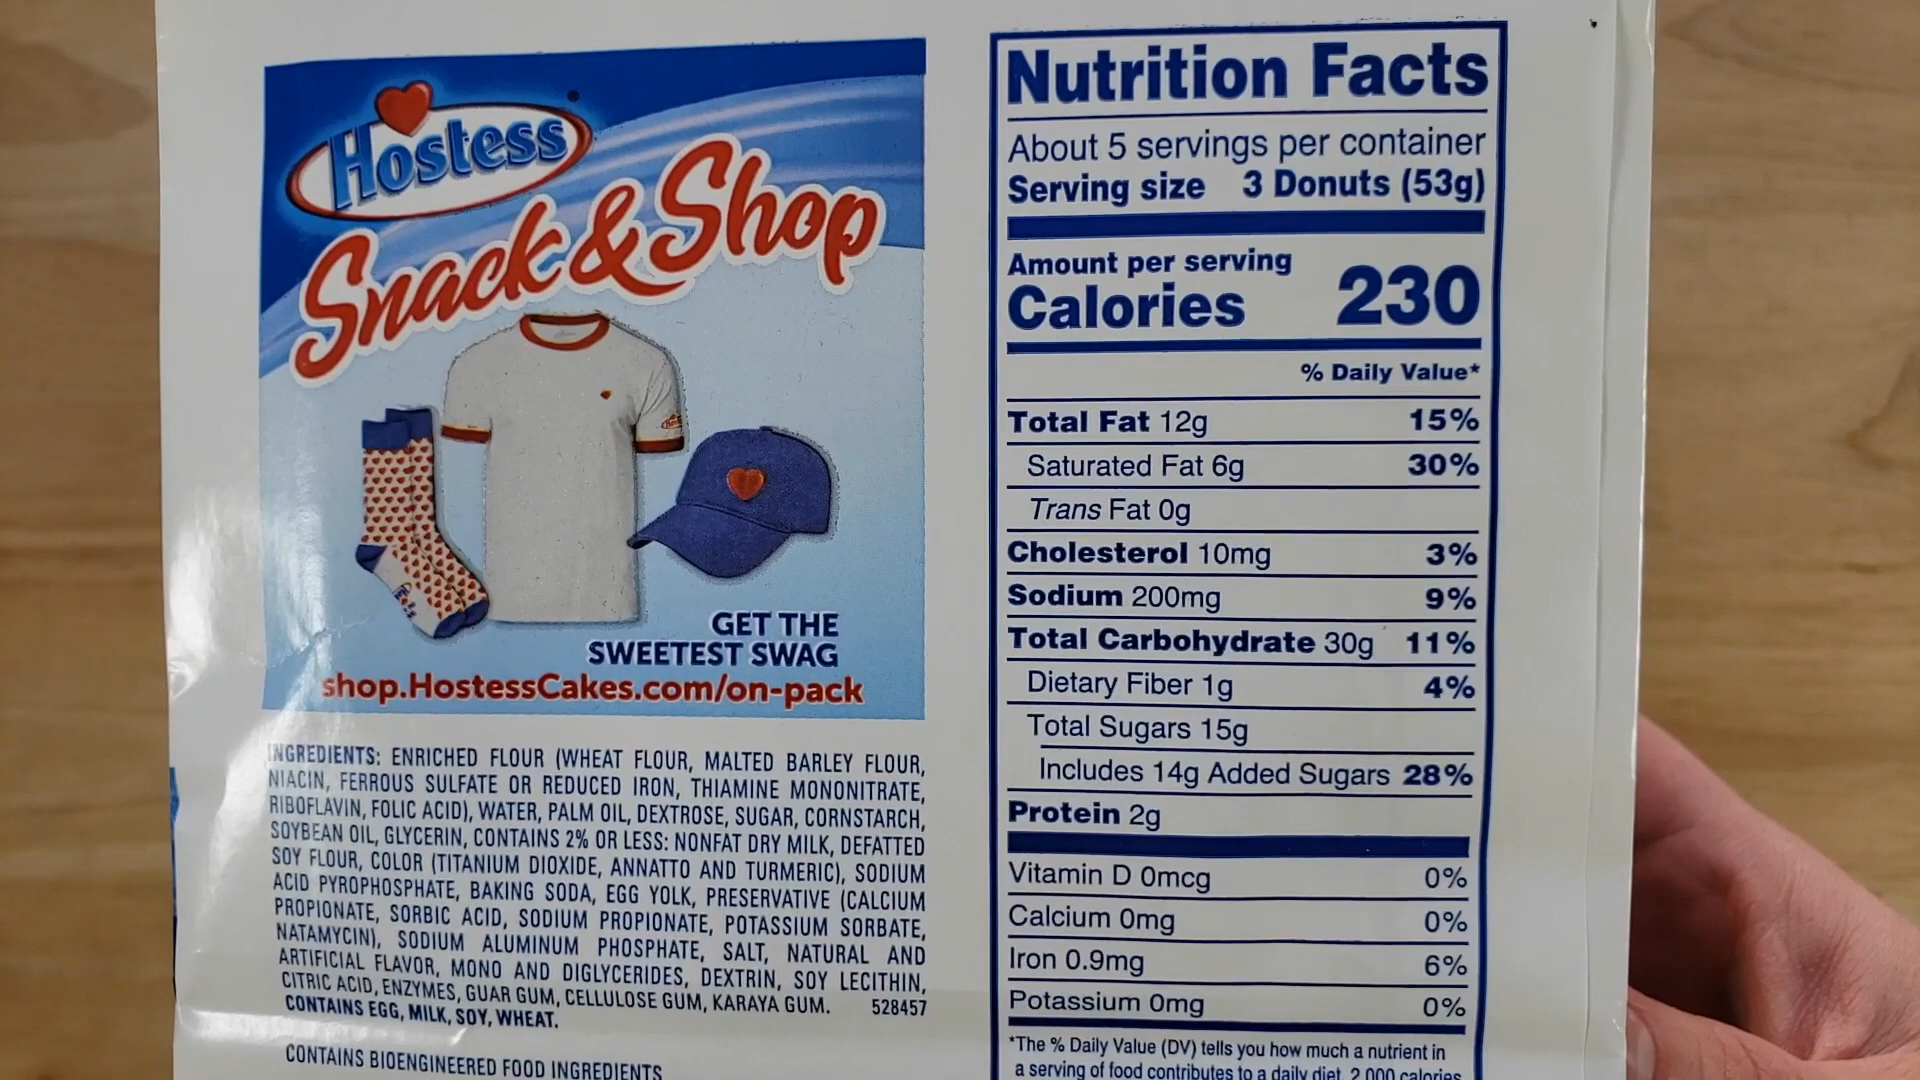 Hostess
Snack & Shop
GET THE
SWEETEST SWAG
shop.HostessCakes.com/on-pack
INGREDIENTS: ENRICHED FLOUR (WHEAT FLOUR, MALTED BARLEY FLOUR,
NIACIN, FERROUS SULFATE OR REDUCED IRON, THIAMINE MONONITRATE,
RIBOFLAVIN, FOLIC ACID), WATER, PALM OIL, DEXTROSE, SUGAR, CORNSTARCH,
SOYBEAN OIL, GLYCERIN, CONTAINS 2% OR LESS: NONFAT DRY MILK, DEFATTED
SOY FLOUR, COLOR (TITANIUM DIOXIDE, ANNATTO AND TURMERIC), SODIUM
ACID PYROPHOSPHATE, BAKING SODA, EGG YOLK, PRESERVATIVE (CALCIUM
PROPIONATE, SORBIC ACID, SODIUM PROPIONATE, POTASSIUM SORBATE,
NATAMYCIN), SODIUM ALUMINUM PHOSPHATE, SALT, NATURAL AND
ARTIFICIAL FLAVOR, MONO AND DIGLYCERIDES, DEXTRIN, SOY LECITHIN,
CITRIC ACID, ENZYMES, GUAR GUM, CELLULOSE GUM, KARAYA GUM. 528457
CONTAINS EGG, MILK, SOY, WHEAT.
CONTAINS BIOENGINEERED FOOD INGREDIENTS
Nutrition Facts
About 5 servings per container
Serving size 3 Donuts (53g)
Amount per serving
Calories 230
% Daily Value*
Total Fat 12g 15%
Saturated Fat 6g 30%
Trans Fat 0g
Cholesterol 10mg 3%
Sodium 200mg 9%
Total Carbohydrate 30g 11%
Dietary Fiber 1g 4%
Total Sugars 15g
Includes 14g Added Sugars 28%
Protein 2g
Vitamin D 0mcg 0%
Calcium 0mg 0%
Iron 0.9mg 6%
Potassium 0mg 0%
*The % Daily Value (DV) tells you how much a nutrient in
a serving of food contributes to a daily diet. 2,000 calories